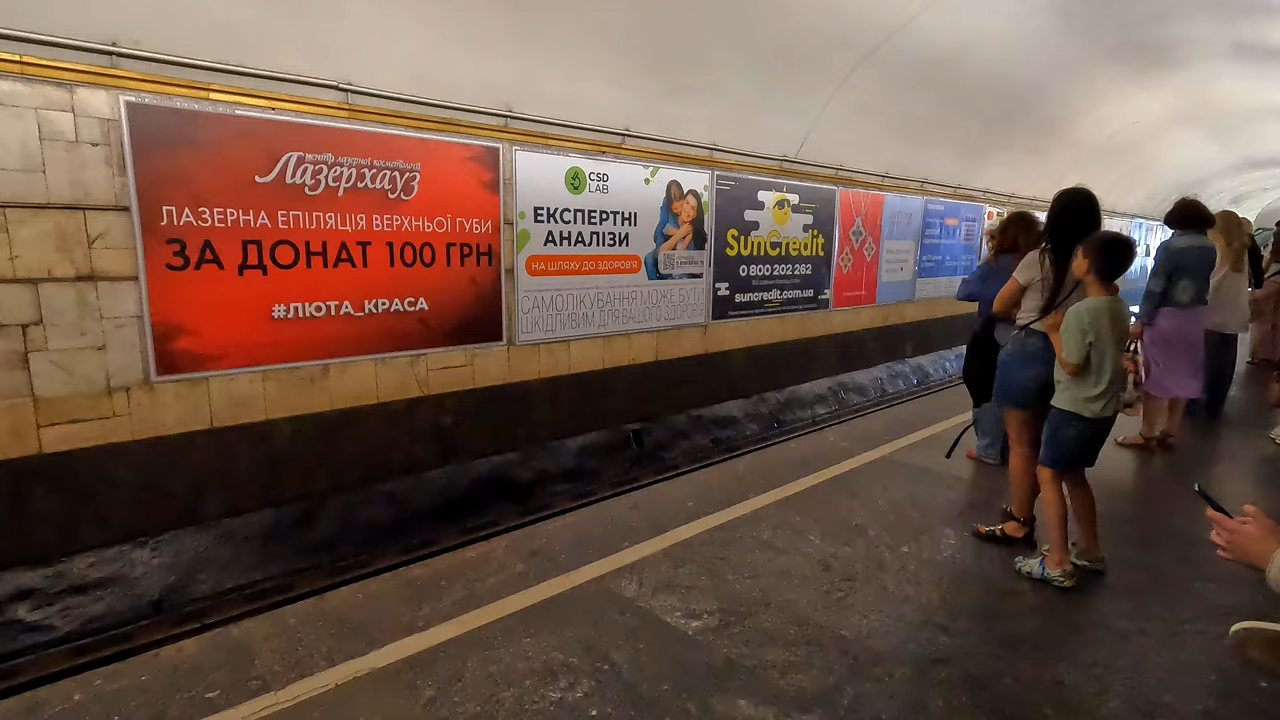 центр лазерної косметології
Лазерхауз
ЛАЗЕРНА ЕПІЛЯЦІЯ ВЕРХНЬОЇ ГУБИ
ЗА ДОНАТ 100 ГРН
#ЛЮТА_КРАСА
CSD
LAB
ЕКСПЕРТНІ
АНАЛІЗИ
НА ШЛЯХУ ДО ЗДОРОВ'Я
САМОЛІКУВАННЯ МОЖЕ БУТИ
ШКІДЛИВИМ ДЛЯ ВАШОГО ЗДОРОВ'Я
SunCredit
0 800 202 262
suncredit.com.ua